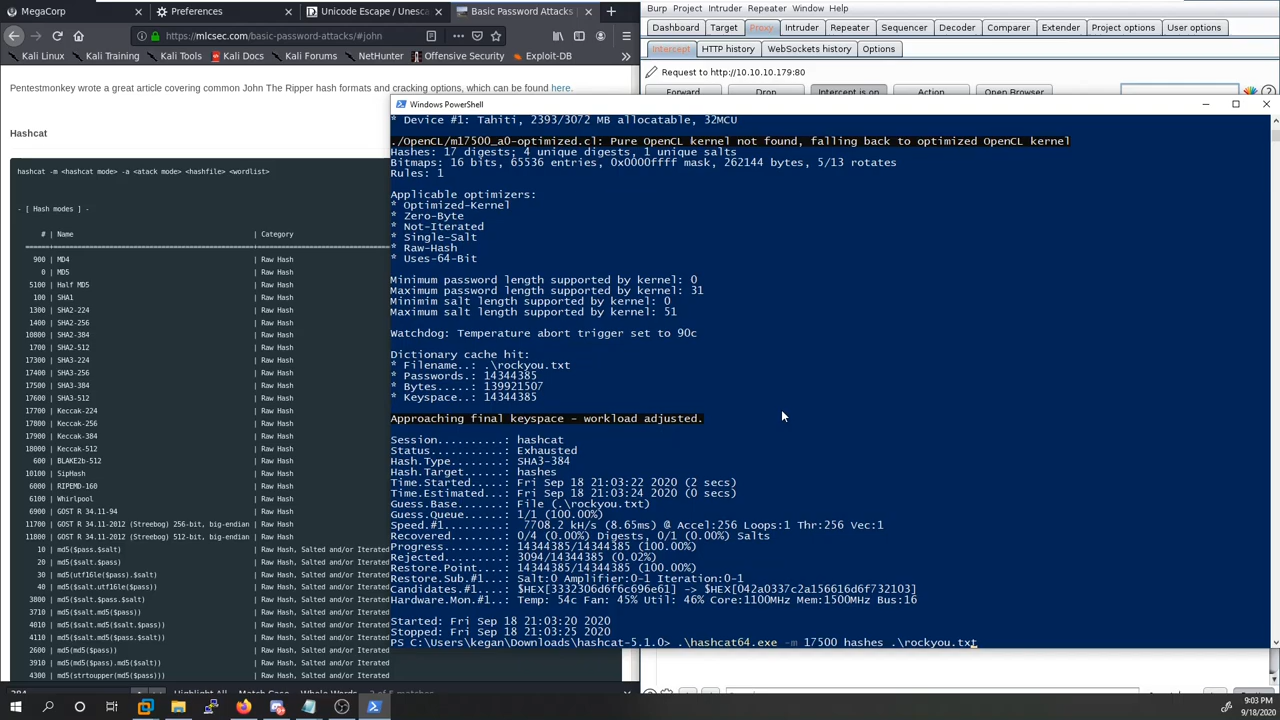 MegaCorp
Preferences
Unicode Escape / Unesca
Basic Password Attacks |
Burp Project Intruder Repeater Window Help
Dashboard Target Proxy Intruder Repeater Sequencer Decoder Comparer Extender Project options User options
https://mlcsec.com/basic-password-attacks/#john
Intercept HTTP history WebSockets history Options
Kali Linux Kali Training Kali Tools Kali Docs Kali Forums NetHunter Offensive Security Exploit-DB
Request to http://10.10.10.179:80
Forward Drop Intercept is on Action Open Browser
Pentestmonkey wrote a great article covering common John The Ripper hash formats and cracking options, which can be found here.
Hashcat
hashcat -m <hashcat mode> -a <atack mode> <hashfile> <wordlist>
- [ Hash modes ] -
# | Name | Category
======+==================================================+======================================
900 | MD4 | Raw Hash
0 | MD5 | Raw Hash
5100 | Half MD5 | Raw Hash
100 | SHA1 | Raw Hash
1300 | SHA2-224 | Raw Hash
1400 | SHA2-256 | Raw Hash
10800 | SHA2-384 | Raw Hash
1700 | SHA2-512 | Raw Hash
17300 | SHA3-224 | Raw Hash
17400 | SHA3-256 | Raw Hash
17500 | SHA3-384 | Raw Hash
17600 | SHA3-512 | Raw Hash
17700 | Keccak-224 | Raw Hash
17800 | Keccak-256 | Raw Hash
17900 | Keccak-384 | Raw Hash
18000 | Keccak-512 | Raw Hash
600 | BLAKE2b-512 | Raw Hash
10100 | SipHash | Raw Hash
6000 | RIPEMD-160 | Raw Hash
6100 | Whirlpool | Raw Hash
6900 | GOST R 34.11-94 | Raw Hash
11700 | GOST R 34.11-2012 (Streebog) 256-bit, big-endian | Raw Hash
11800 | GOST R 34.11-2012 (Streebog) 512-bit, big-endian | Raw Hash
10 | md5($pass.$salt) | Raw Hash, Salted and/or Iterated
20 | md5($salt.$pass) | Raw Hash, Salted and/or Iterated
30 | md5(utf16le($pass).$salt) | Raw Hash, Salted and/or Iterated
40 | md5($salt.utf16le($pass)) | Raw Hash, Salted and/or Iterated
3800 | md5($salt.$pass.$salt) | Raw Hash, Salted and/or Iterated
3710 | md5($salt.md5($pass)) | Raw Hash, Salted and/or Iterated
4010 | md5($salt.md5($salt.$pass)) | Raw Hash, Salted and/or Iterated
4110 | md5($salt.md5($pass.$salt)) | Raw Hash, Salted and/or Iterated
2600 | md5(md5($pass)) | Raw Hash, Salted and/or Iterated
3910 | md5(md5($pass).md5($salt)) | Raw Hash, Salted and/or Iterated
4300 | md5(strtoupper(md5($pass))) | Raw Hash, Salted and/or Iterated
Windows PowerShell
* Device #1: Tahiti, 2393/3072 MB allocatable, 32MCU
./OpenCL/m17500_a0-optimized.cl: Pure OpenCL kernel not found, falling back to optimized OpenCL kernel
Hashes: 17 digests; 4 unique digests, 1 unique salts
Bitmaps: 16 bits, 65536 entries, 0x0000ffff mask, 262144 bytes, 5/13 rotates
Rules: 1
Applicable optimizers:
* Optimized-Kernel
* Zero-Byte
* Not-Iterated
* Single-Salt
* Raw-Hash
* Uses-64-Bit
Minimum password length supported by kernel: 0
Maximum password length supported by kernel: 31
Minimim salt length supported by kernel: 0
Maximum salt length supported by kernel: 51
Watchdog: Temperature abort trigger set to 90c
Dictionary cache hit:
* Filename..: .\rockyou.txt
* Passwords.: 14344385
* Bytes.....: 139921507
* Keyspace..: 14344385
Approaching final keyspace - workload adjusted.
Session..........: hashcat
Status...........: Exhausted
Hash.Type........: SHA3-384
Hash.Target......: hashes
Time.Started.....: Fri Sep 18 21:03:22 2020 (2 secs)
Time.Estimated...: Fri Sep 18 21:03:24 2020 (0 secs)
Guess.Base.......: File (.\rockyou.txt)
Guess.Queue......: 1/1 (100.00%)
Speed.#1.........: 7708.2 kH/s (8.65ms) @ Accel:256 Loops:1 Thr:256 Vec:1
Recovered........: 0/4 (0.00%) Digests, 0/1 (0.00%) Salts
Progress.........: 14344385/14344385 (100.00%)
Rejected.........: 3094/14344385 (0.02%)
Restore.Point....: 14344385/14344385 (100.00%)
Restore.Sub.#1...: Salt:0 Amplifier:0-1 Iteration:0-1
Candidates.#1....: $HEX[3332306d6f6c696e61] -> $HEX[042a0337c2a156616d6f732103]
Hardware.Mon.#1..: Temp: 54c Fan: 45% Util: 46% Core:1100MHz Mem:1500MHz Bus:16
Started: Fri Sep 18 21:03:20 2020
Stopped: Fri Sep 18 21:03:25 2020
PS C:\Users\kegan\Downloads\hashcat-5.1.0> .\hashcat64.exe -m 17500 hashes .\rockyou.txt
9:03 PM
9/18/2020